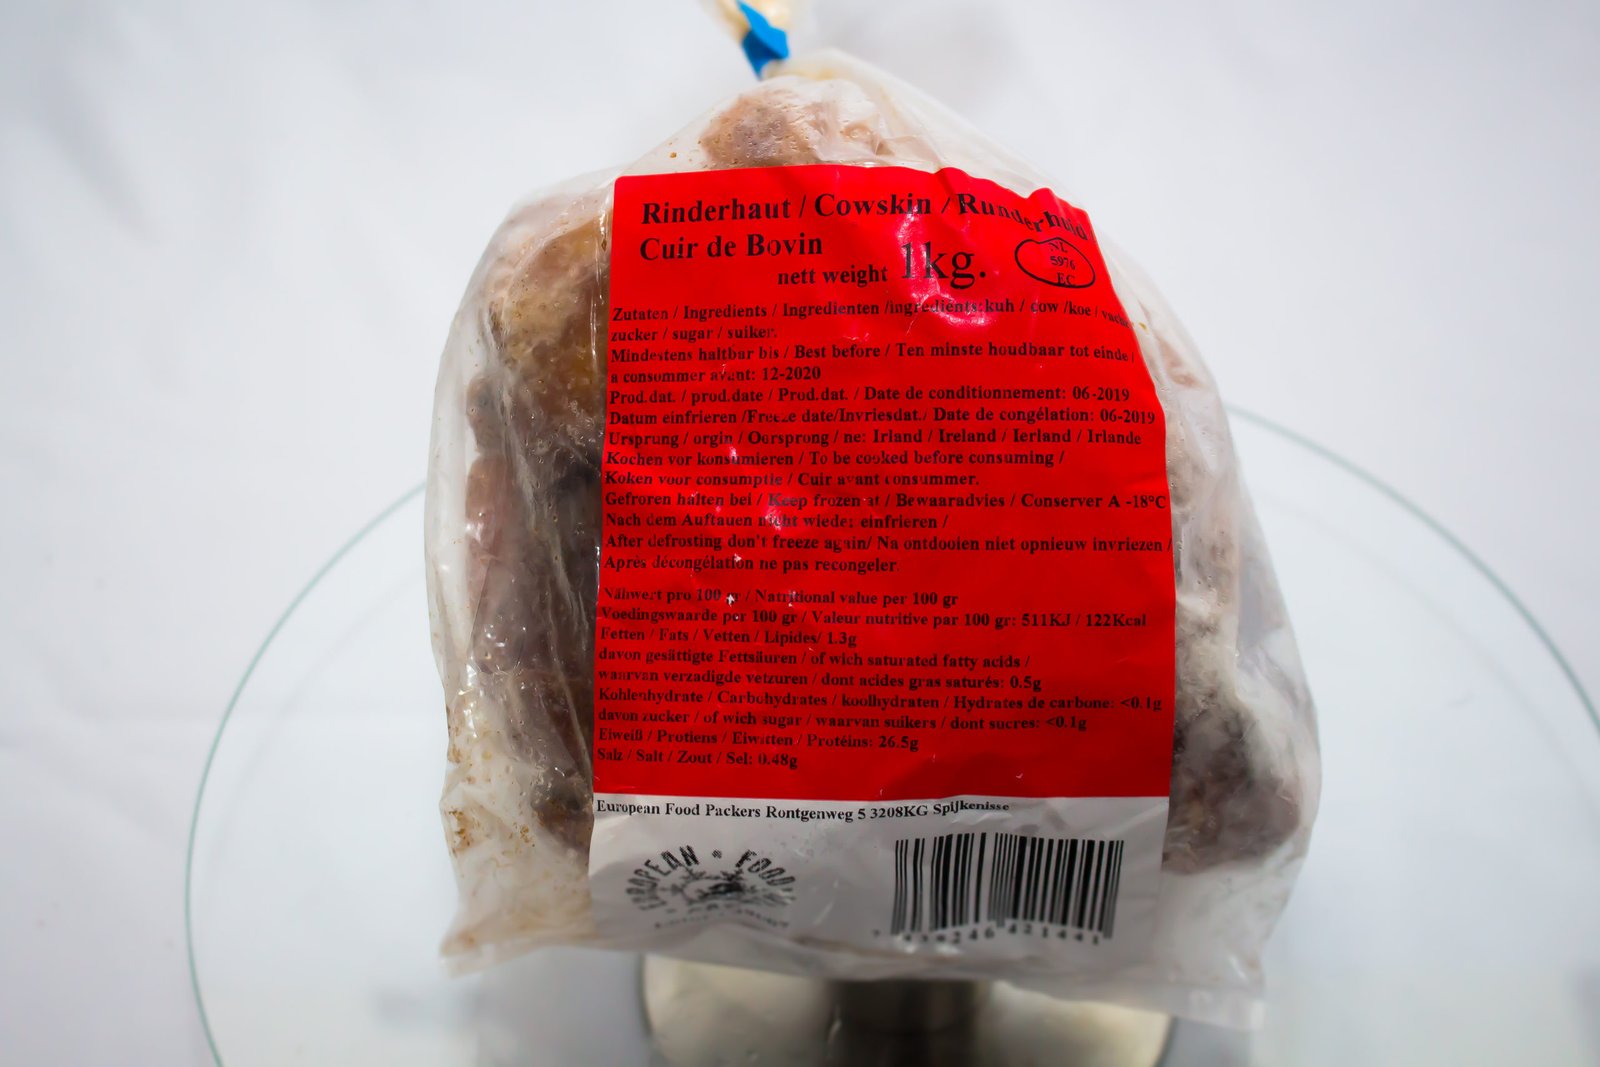 Rinderhaut / Cowskin / Runderhuid /
Cuir de Bovin
nett weight 1kg.
NL
5976
EC
Zutaten / Ingredients / Ingredienten /ingredients:kuh / cow /koe / vache
zucker / sugar / suiker.
Mindestens haltbar bis / Best before / Ten minste houdbaar tot einde /
a consommer avant: 12-2020
Prod.dat. / prod.date / Prod.dat. / Date de conditionnement: 06-2019
Datum einfrieren /Freeze date/Invriesdat./ Date de congélation: 06-2019
Ursprung / orgin / Oorsprong / ne: Irland / Ireland / Ierland / Irlande
Kochen vor konsumieren / To be cooked before consuming /
Koken voor consumptie / Cuir avant consummer.
Gefroren halten bei / Keep frozen at / Bewaaradvies / Conserver A -18°C
Nach dem Auftauen nicht wieder einfrieren /
After defrosting don't freeze again/ Na ontdooien niet opnieuw invriezen /
Après décongélation ne pas recongeler.
Nähwert pro 100 gr / Natritional value per 100 gr
Voedingswaarde per 100 gr / Valeur nutritive par 100 gr: 511KJ / 122Kcal
Fetten / Fats / Vetten / Lipides/ 1.3g
davon gesättigte Fettsäuren / of wich saturated fatty acids /
waarvan verzadigde vetzuren / dont acides gras saturés: 0.5g
Kohlenhydrate / Carbohydrates / koolhydraten / Hydrates de carbone: <0.1g
davon zucker / of wich sugar / waarvan suikers / dont sucres: <0.1g
Eiweiß / Protiens / Eiwitten / Protéins: 26.5g
Salz / Salt / Zout / Sel: 0.48g
European Food Packers Rontgenweg 5 3208KG Spijkenisse
EUROPEAN FOOD
421441